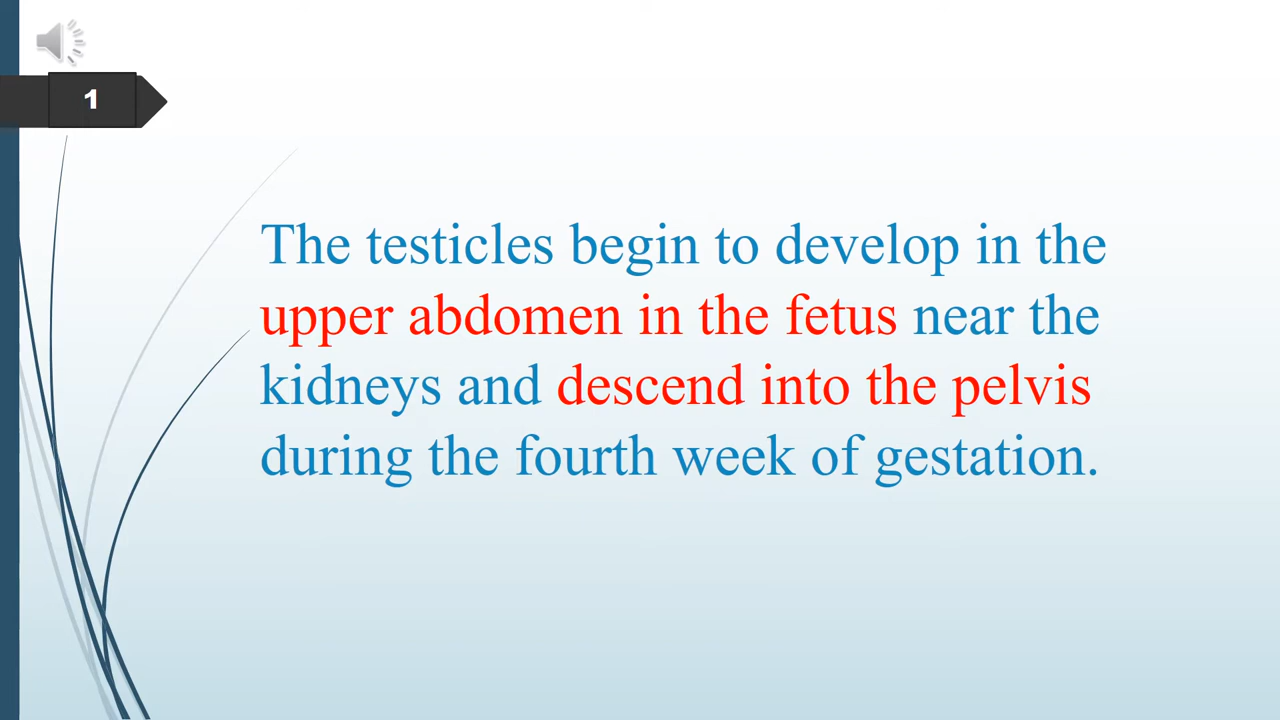 1
The testicles begin to develop in the
upper abdomen in the fetus near the
kidneys and descend into the pelvis
during the fourth week of gestation.